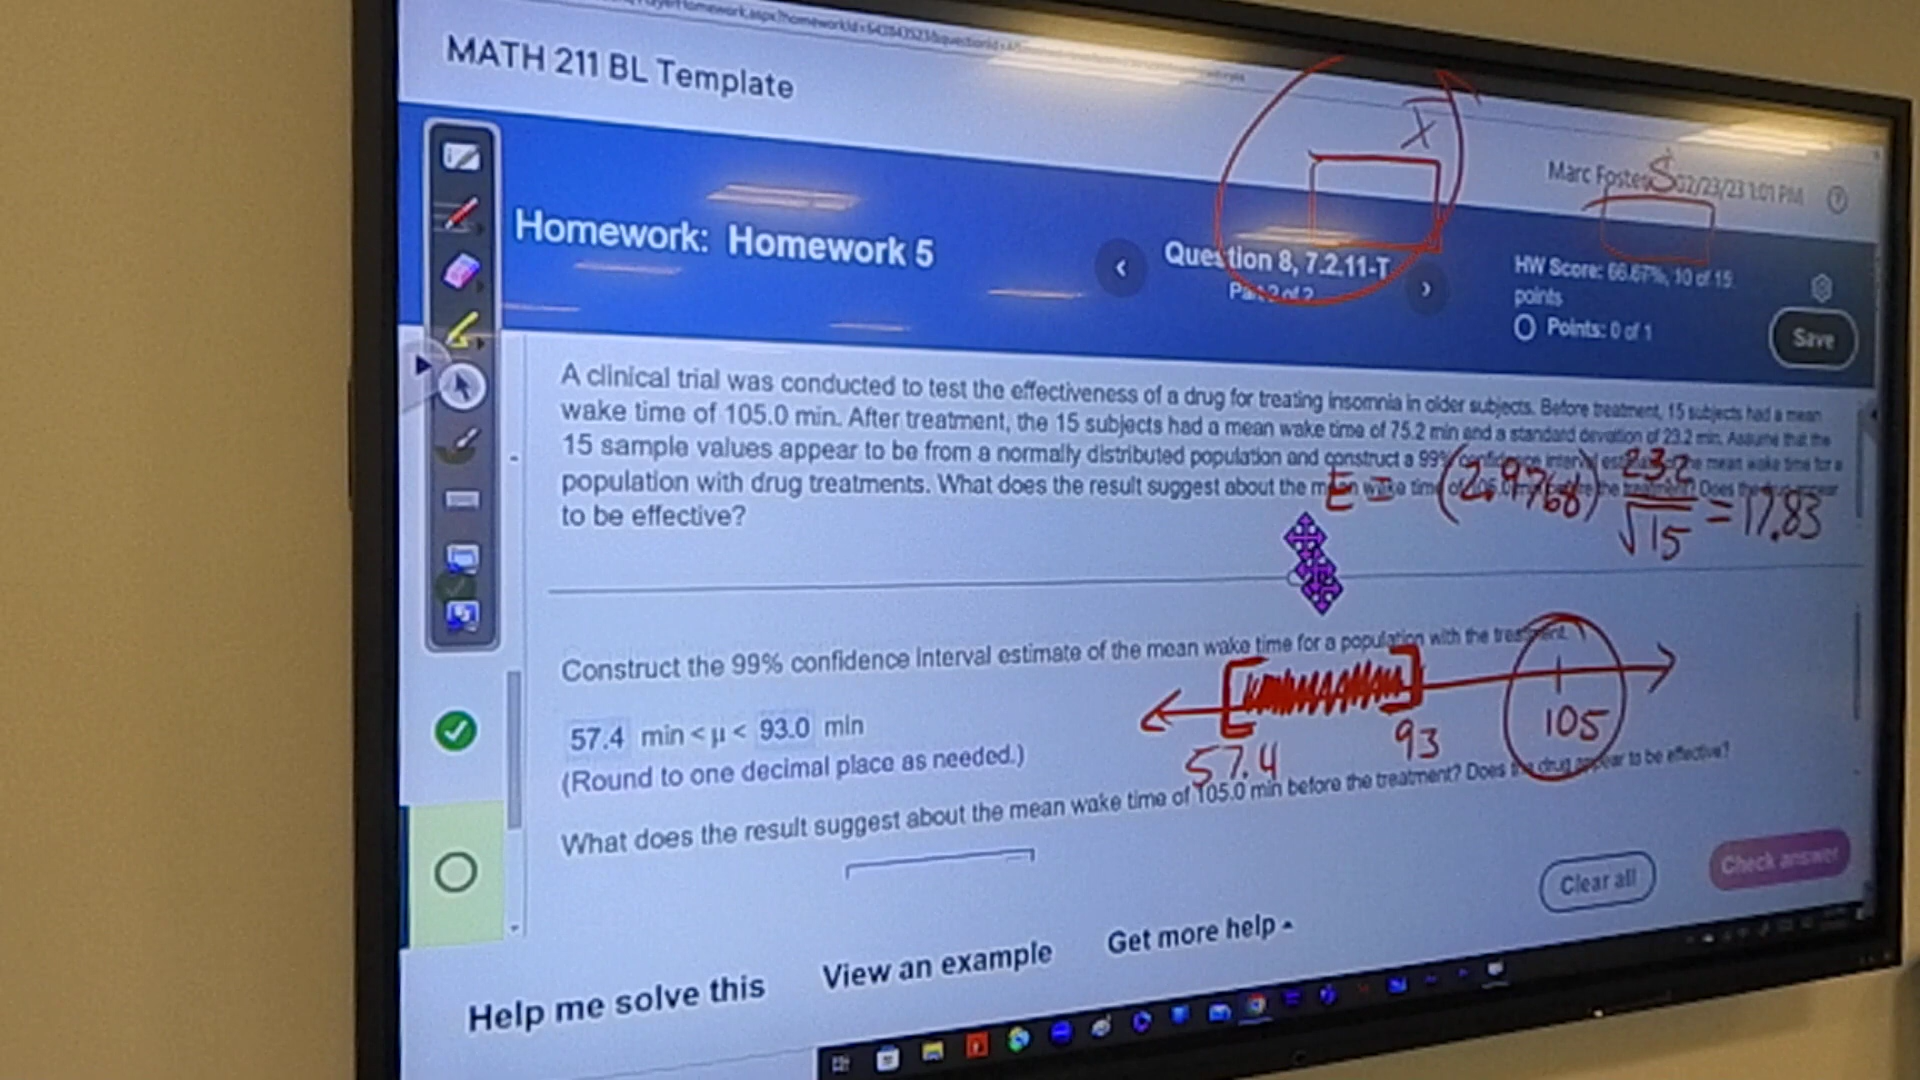 MATH 211 BL Template
x̄
Marc Foster S 02/23/23 1:01 PM
Homework: Homework 5
Question 8, 7.2.11-T
Part 2 of 2
HW Score: 66.67%, 10 of 15
points
Points: 0 of 1
Save
A clinical trial was conducted to test the effectiveness of a drug for treating insomnia in older subjects. Before treatment, 15 subjects had a mean
wake time of 105.0 min. After treatment, the 15 subjects had a mean wake time of 75.2 min and a standard deviation of 23.2 min. Assume that the
15 sample values appear to be from a normally distributed population and construct a 99% confidence interval estimate of the mean wake time for a
population with drug treatments. What does the result suggest about the mean wake time of 105.0 min before the treatment? Does the drug appear
to be effective?
E = (2.9768) 23.2 / √15 = 17.83
Construct the 99% confidence interval estimate of the mean wake time for a population with the treatment.
57.4 min < μ < 93.0 min
(Round to one decimal place as needed.)
57.4 93 105
What does the result suggest about the mean wake time of 105.0 min before the treatment? Does the drug appear to be effective?
Clear all
Check answer
Help me solve this
View an example
Get more help